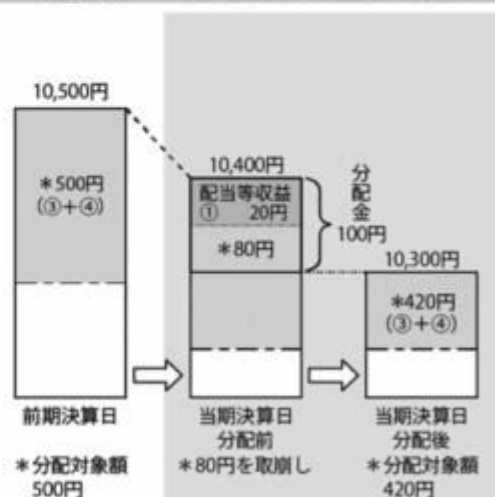 10,500円
*500円
(③+④)
10,400円
配当等収益
① 20円
*80円
分配金
100円
10,300円
*420円
(③+④)
前期決算日
*分配対象額
500円
当期決算日
分配前
*80円を取崩し
当期決算日
分配後
*分配対象額
420円